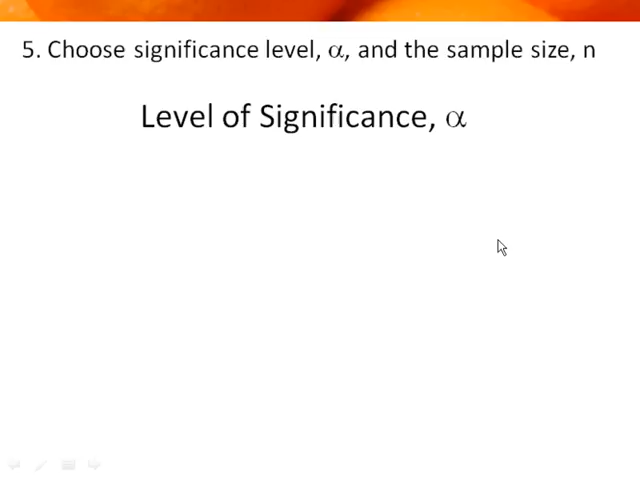 5. Choose significance level, α, and the sample size, n
Level of Significance, α